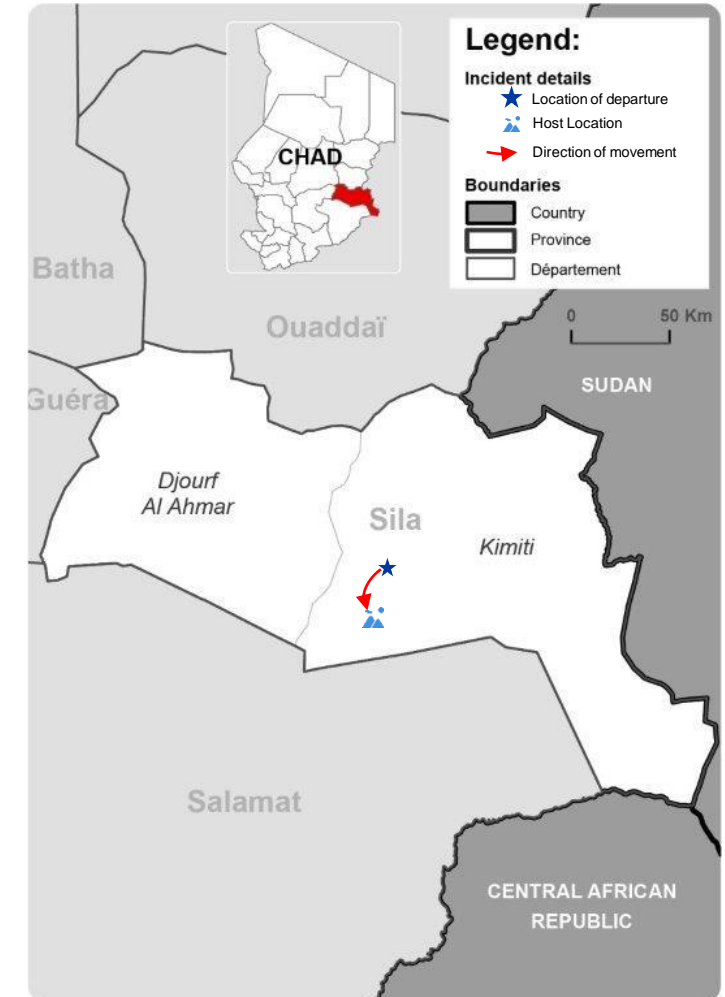 Legend:
Incident details
Location of departure
Host Location
Direction of movement
Boundaries
Country
Province
Département
CHAD
Batha
Ouaddaï
0 50 Km
SUDAN
Guéra
Djourf
Al Ahmar
Sila
Kimiti
Salamat
CENTRAL AFRICAN
REPUBLIC